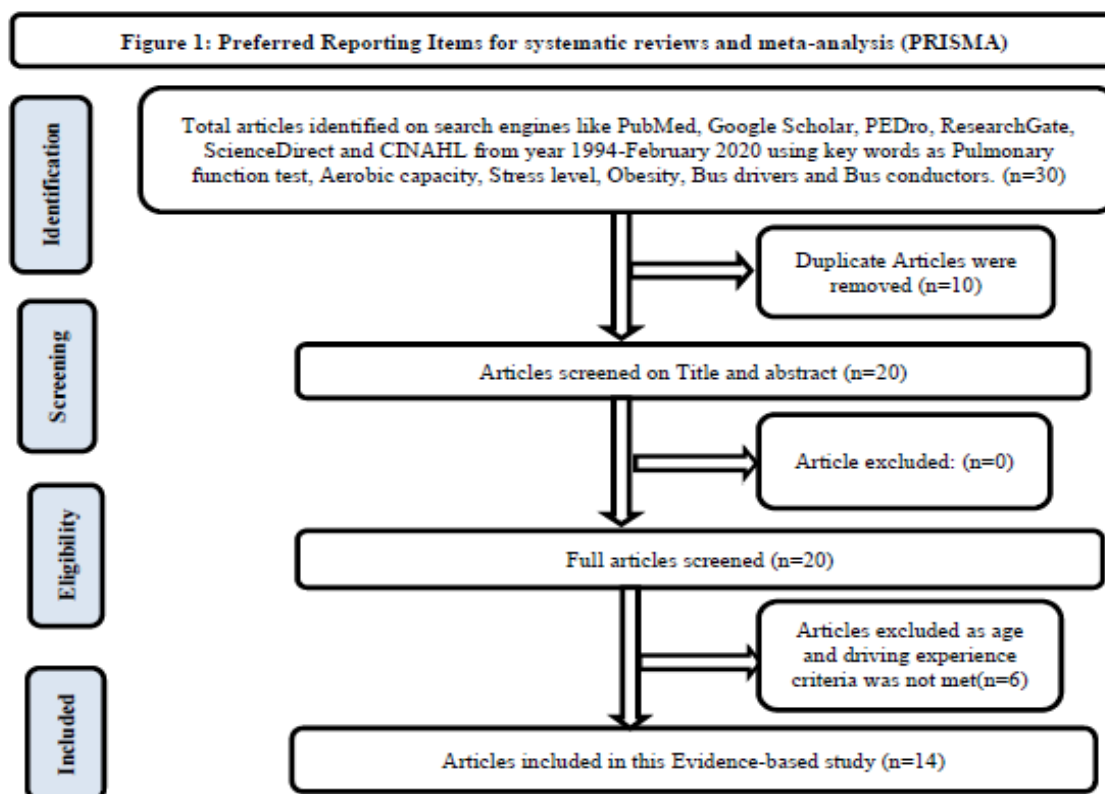 Figure 1: Preferred Reporting Items for systematic reviews and meta-analysis (PRISMA)
Identification
Total articles identified on search engines like PubMed, Google Scholar, PEDro, ResearchGate,
ScienceDirect and CINAHL from year 1994-February 2020 using key words as Pulmonary
function test, Aerobic capacity, Stress level, Obesity, Bus drivers and Bus conductors. (n=30)
Duplicate Articles were
removed (n=10)
Screening
Articles screened on Title and abstract (n=20)
Article excluded: (n=0)
Eligibility
Full articles screened (n=20)
Articles excluded as age
and driving experience
criteria was not met(n=6)
Included
Articles included in this Evidence-based study (n=14)